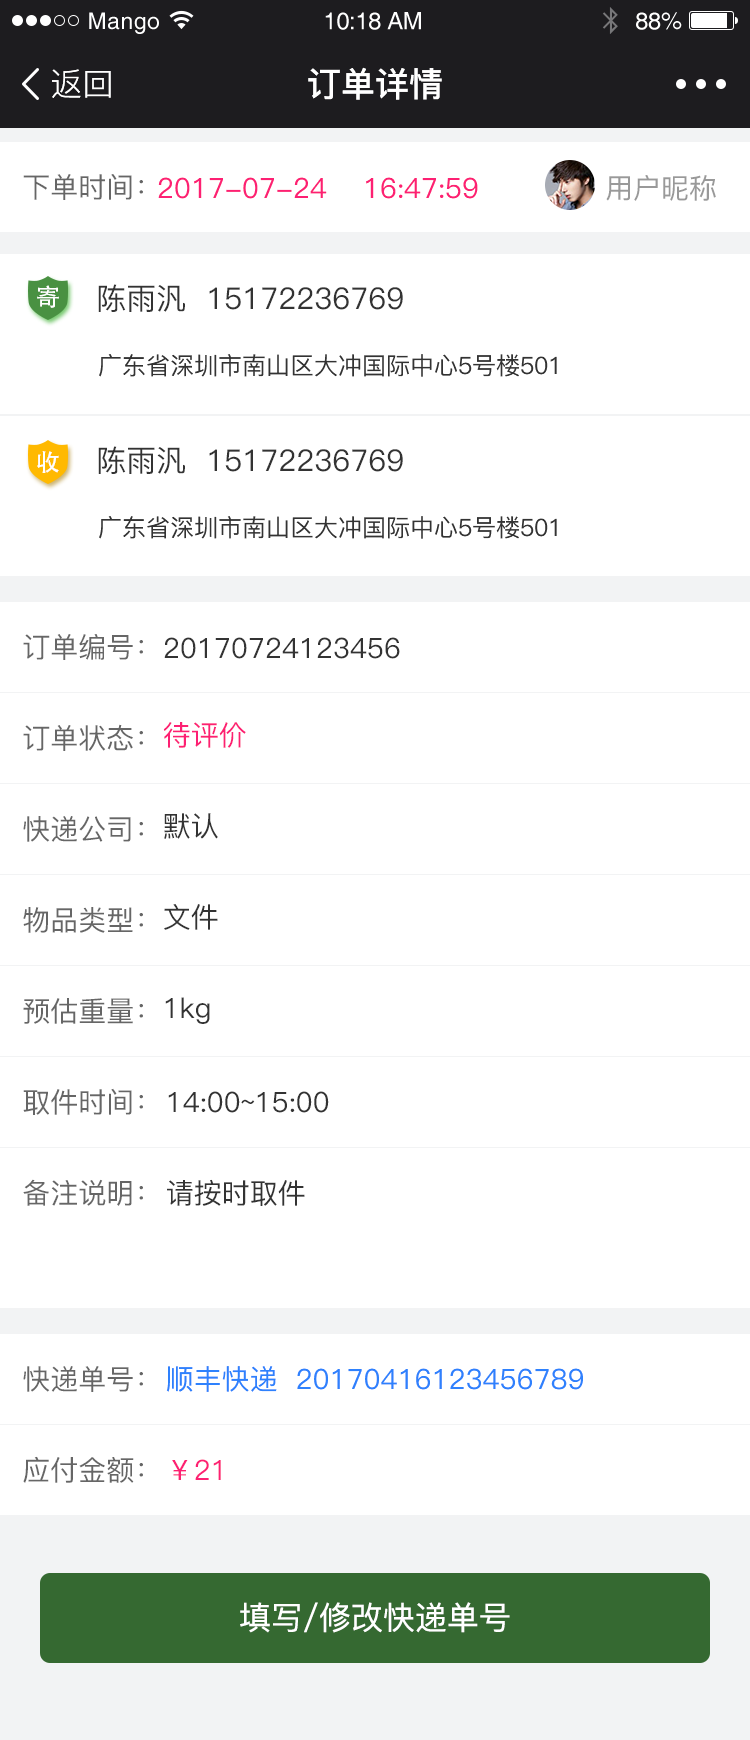 Mango 10:18 AM 88%
返回 订单详情
下单时间：2017-07-24 16:47:59 用户昵称
寄 陈雨汎 15172236769
广东省深圳市南山区大冲国际中心5号楼501
收 陈雨汎 15172236769
广东省深圳市南山区大冲国际中心5号楼501
订单编号：20170724123456
订单状态：待评价
快递公司：默认
物品类型：文件
预估重量：1kg
取件时间：14:00~15:00
备注说明：请按时取件
快递单号：顺丰快递 20170416123456789
应付金额：￥21
填写/修改快递单号